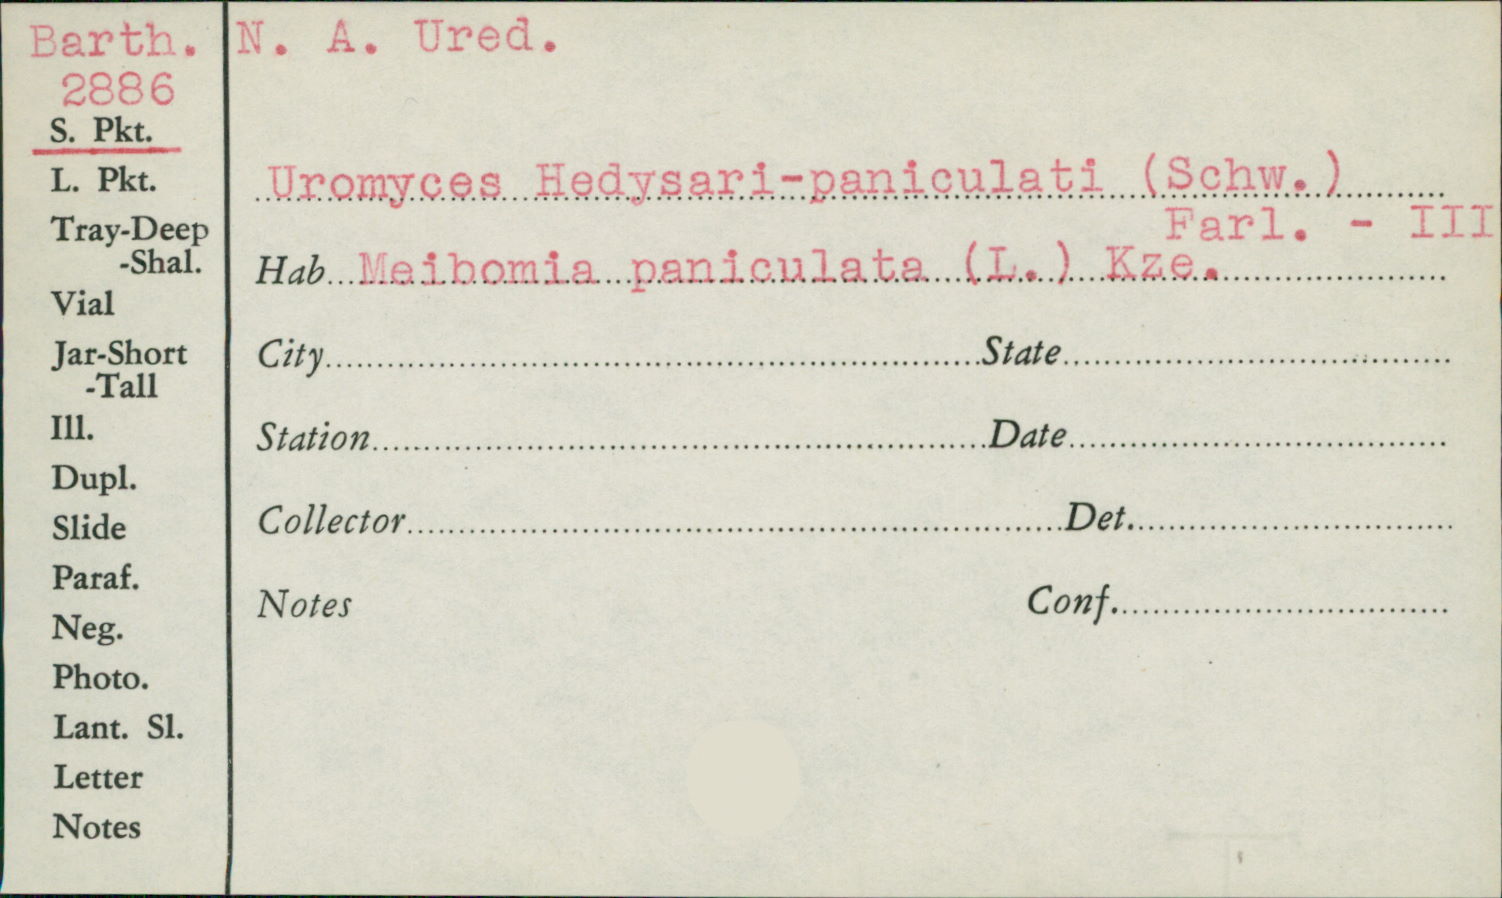 Barth. N. A. Ured.
2886
S. Pkt.
L. Pkt.
Tray-Deep
-Shal.
Vial
Jar-Short
-Tall
Ill.
Dupl.
Slide
Paraf.
Neg.
Photo.
Lant. Sl.
Letter
Notes
Uromyces Hedysari-paniculati (Schw.)
Farl. - III
Hab. Meibomia paniculata (L.) Kze.
City State
Station Date
Collector Det.
Notes Conf.